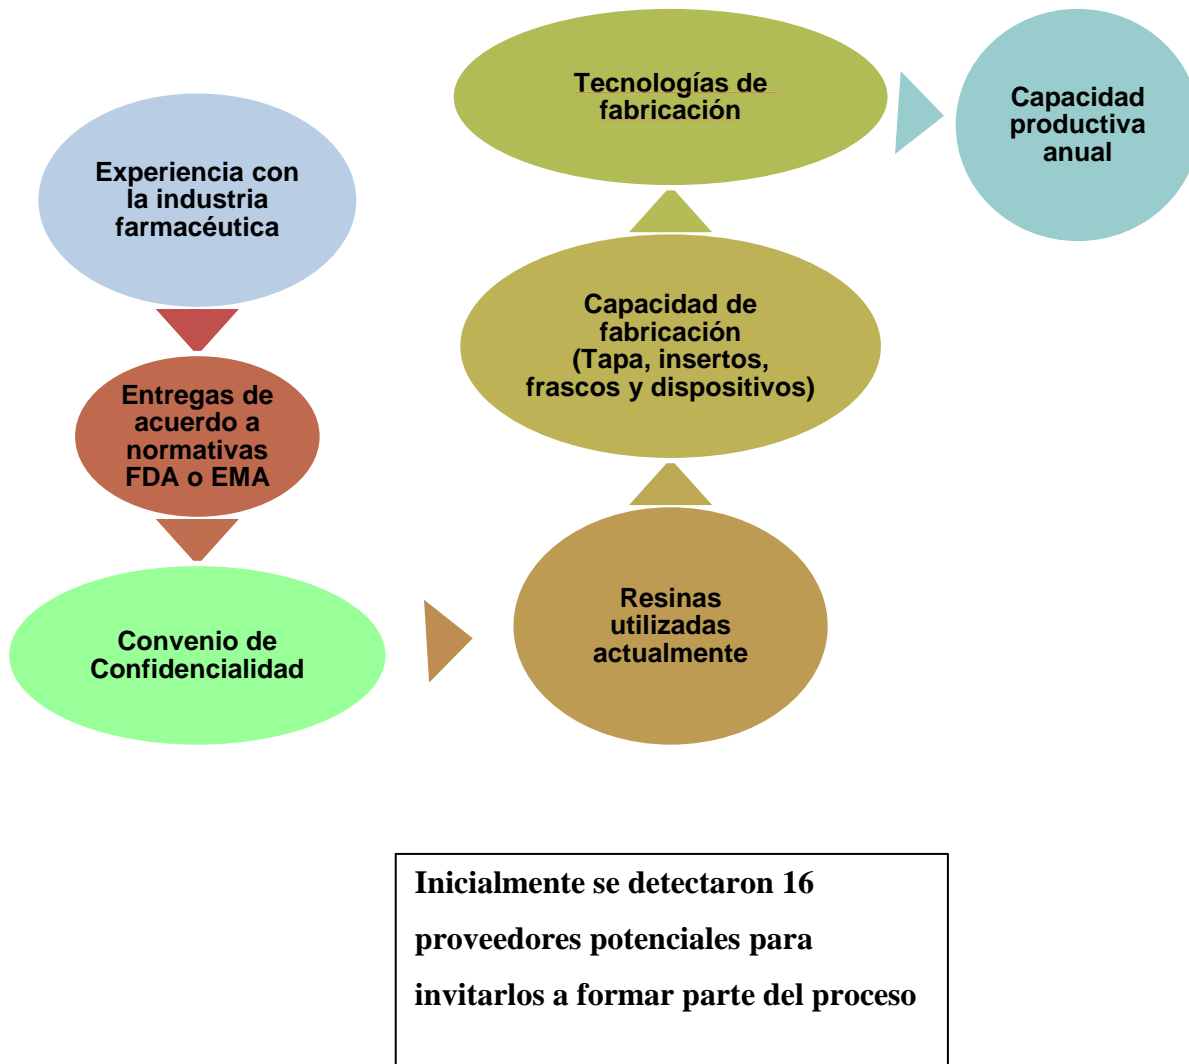 Experiencia con
la industria
farmacéutica
Entregas de
acuerdo a
normativas
FDA o EMA
Convenio de
Confidencialidad
Resinas
utilizadas
actualmente
Capacidad de
fabricación
(Tapa, insertos,
frascos y dispositivos)
Tecnologías de
fabricación
Capacidad
productiva
anual
Inicialmente se detectaron 16
proveedores potenciales para
invitarlos a formar parte del proceso